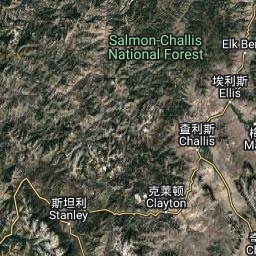 Salmon-Challis
National Forest
Elk Be
埃利斯
Ellis
查利斯
Challis
克莱顿
Clayton
斯坦利
Stanley